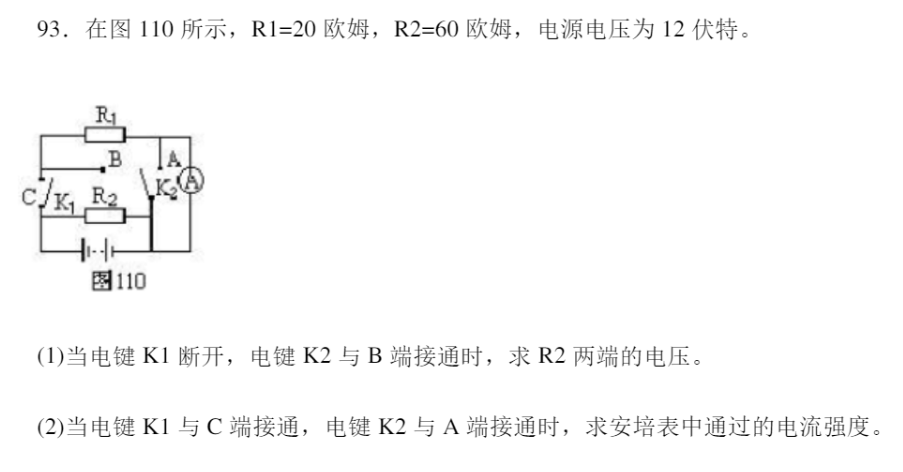 93．在图 110 所示，R1=20 欧姆，R2=60 欧姆，电源电压为 12 伏特。
R1
B
A
A
C
K1
R2
K2
图110
(1)当电键 K1 断开，电键 K2 与 B 端接通时，求 R2 两端的电压。
(2)当电键 K1 与 C 端接通，电键 K2 与 A 端接通时，求安培表中通过的电流强度。